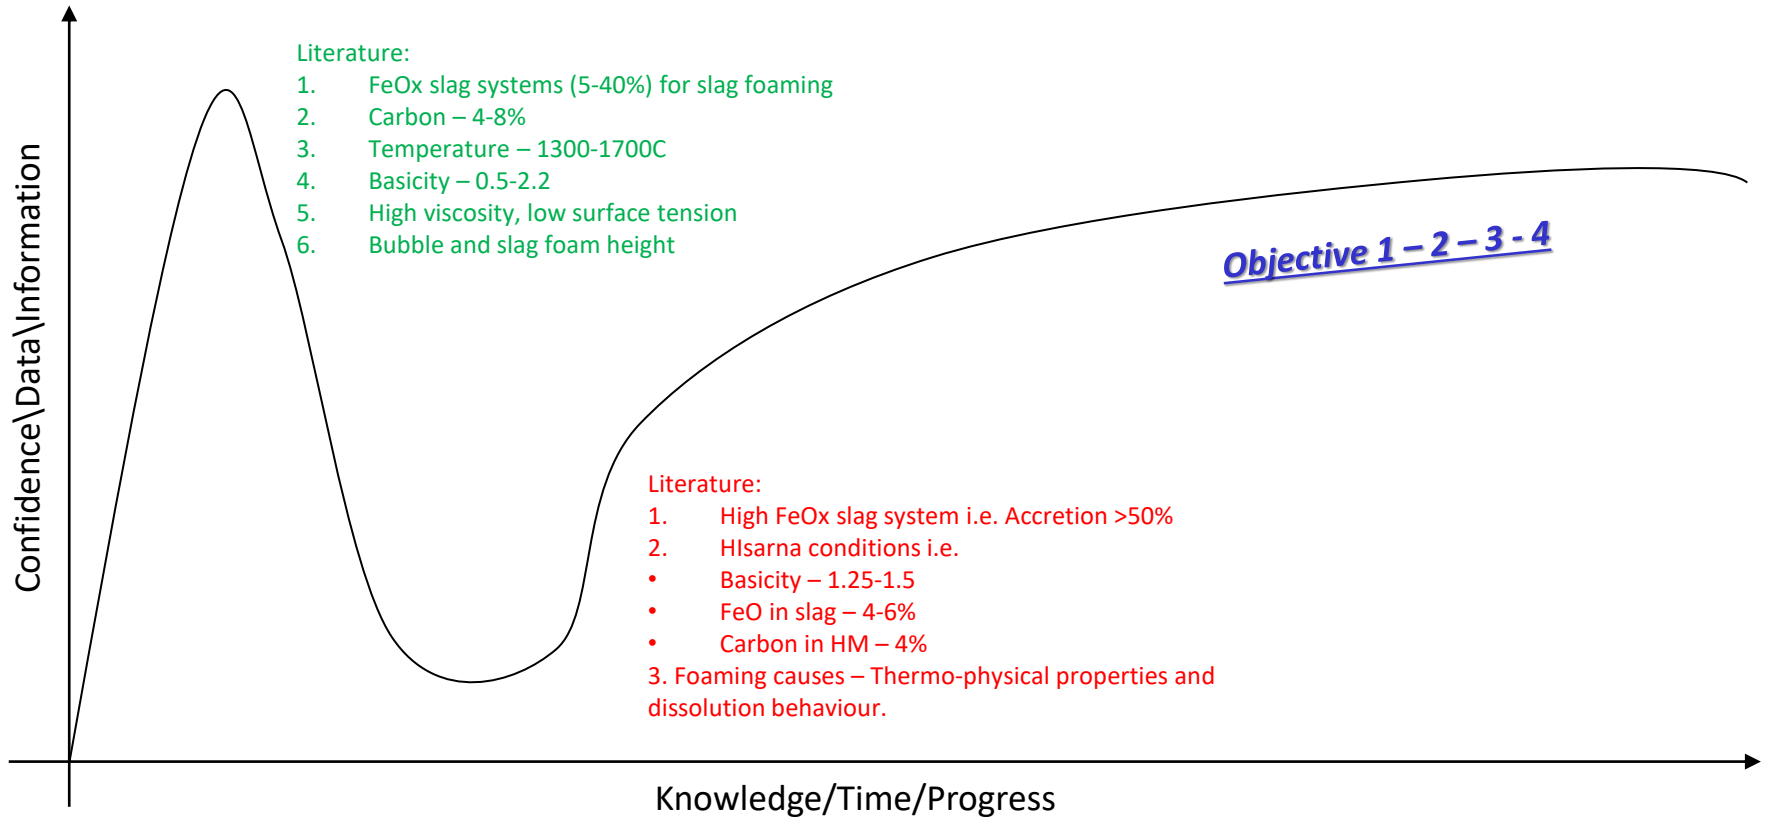 Confidence\Data\Information
Literature:
1. FeOx slag systems (5-40%) for slag foaming
2. Carbon – 4-8%
3. Temperature – 1300-1700C
4. Basicity – 0.5-2.2
5. High viscosity, low surface tension
6. Bubble and slag foam height
Objective 1 – 2 – 3 - 4
Literature:
1. High FeOx slag system i.e. Accretion >50%
2. HIsarna conditions i.e.
• Basicity – 1.25-1.5
• FeO in slag – 4-6%
• Carbon in HM – 4%
3. Foaming causes – Thermo-physical properties and
dissolution behaviour.
Knowledge/Time/Progress